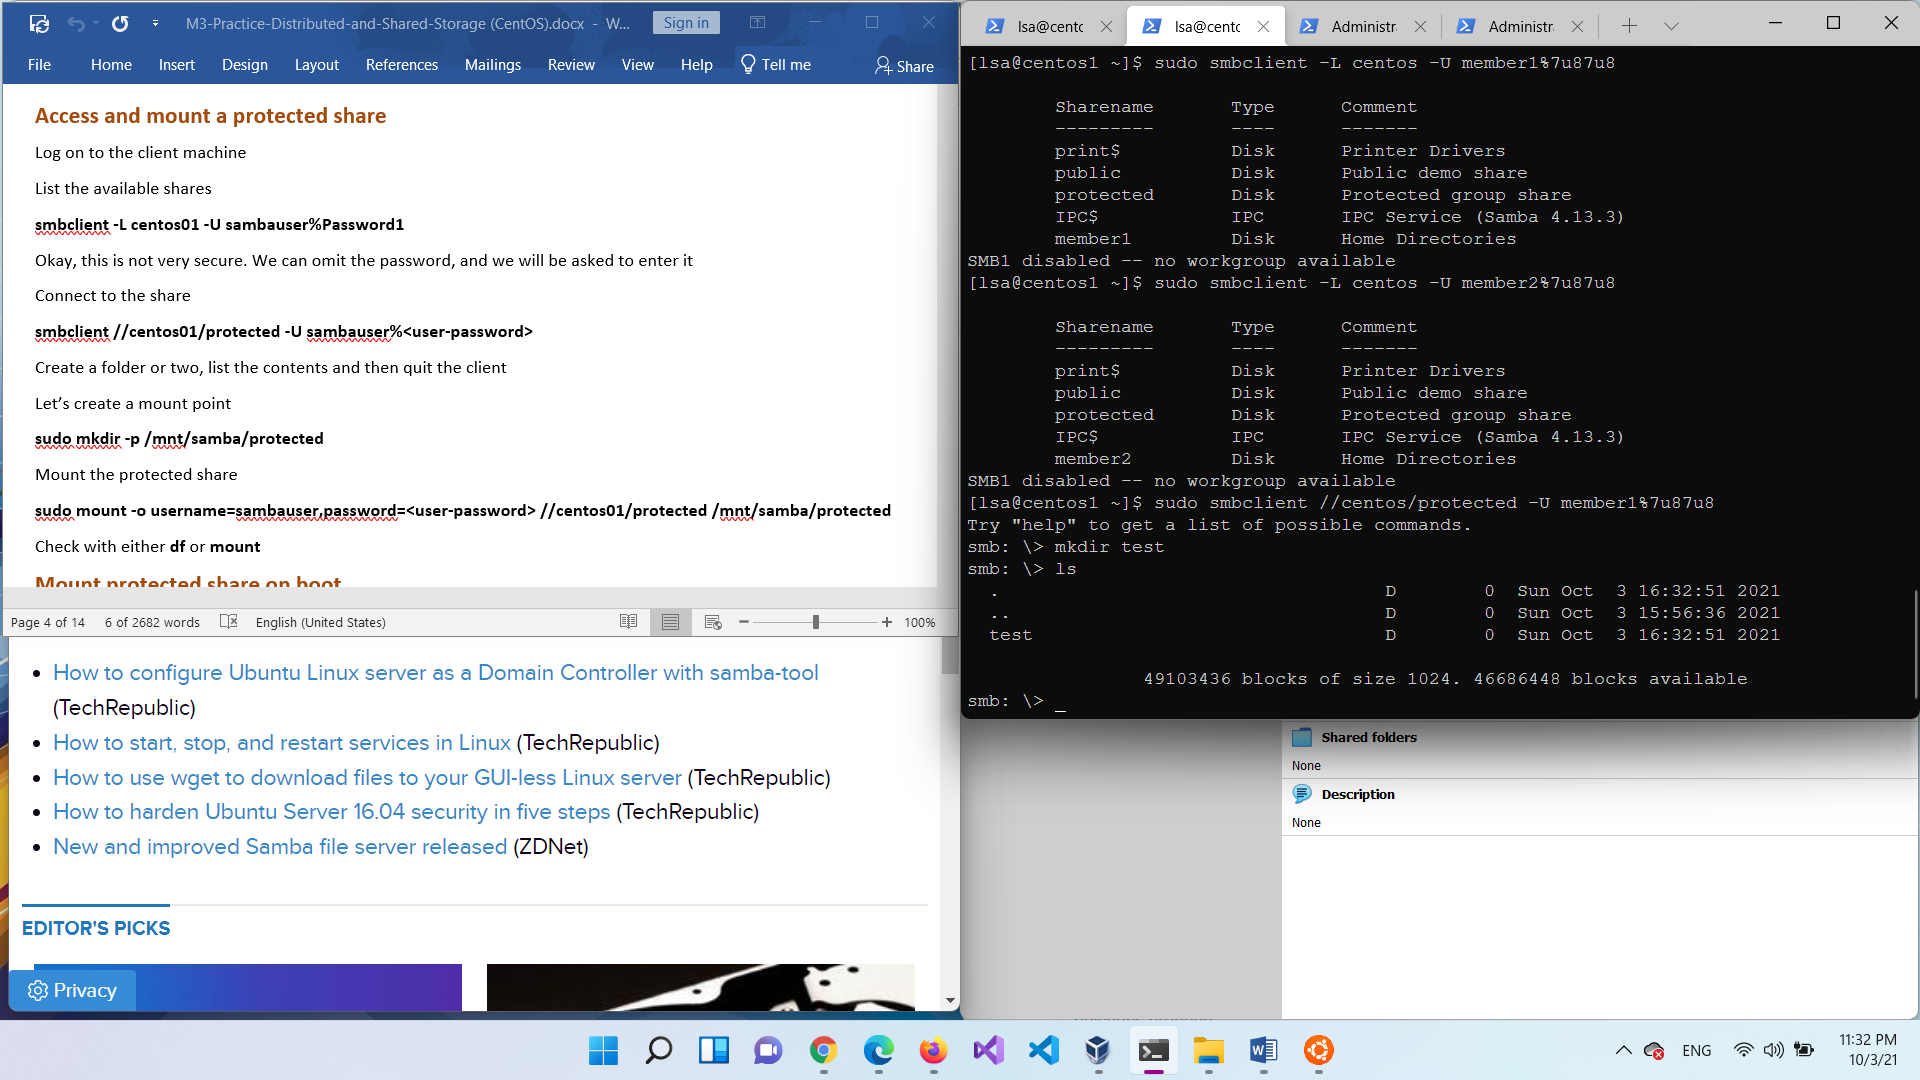 M3-Practice-Distributed-and-Shared-Storage (CentOS).docx - W...
Sign in
File Home Insert Design Layout References Mailings Review View Help Tell me Share
Access and mount a protected share
Log on to the client machine
List the available shares
smbclient -L centos01 -U sambauser%Password1
Okay, this is not very secure. We can omit the password, and we will be asked to enter it
Connect to the share
smbclient //centos01/protected -U sambauser%<user-password>
Create a folder or two, list the contents and then quit the client
Let’s create a mount point
sudo mkdir -p /mnt/samba/protected
Mount the protected share
sudo mount -o username=sambauser,password=<user-password> //centos01/protected /mnt/samba/protected
Check with either df or mount
Mount protected share on boot
Page 4 of 14 6 of 2682 words English (United States) 100%
How to configure Ubuntu Linux server as a Domain Controller with samba-tool
(TechRepublic)
How to start, stop, and restart services in Linux (TechRepublic)
How to use wget to download files to your GUI-less Linux server (TechRepublic)
How to harden Ubuntu Server 16.04 security in five steps (TechRepublic)
New and improved Samba file server released (ZDNet)
EDITOR'S PICKS
Privacy
lsa@cento lsa@cento Administra Administra
[lsa@centos1 ~]$ sudo smbclient -L centos -U member1%7u87u8
Sharename Type Comment
--------- ---- -------
print$ Disk Printer Drivers
public Disk Public demo share
protected Disk Protected group share
IPC$ IPC IPC Service (Samba 4.13.3)
member1 Disk Home Directories
SMB1 disabled -- no workgroup available
[lsa@centos1 ~]$ sudo smbclient -L centos -U member2%7u87u8
Sharename Type Comment
--------- ---- -------
print$ Disk Printer Drivers
public Disk Public demo share
protected Disk Protected group share
IPC$ IPC IPC Service (Samba 4.13.3)
member2 Disk Home Directories
SMB1 disabled -- no workgroup available
[lsa@centos1 ~]$ sudo smbclient //centos/protected -U member1%7u87u8
Try "help" to get a list of possible commands.
smb: \> mkdir test
smb: \> ls
. D 0 Sun Oct 3 16:32:51 2021
.. D 0 Sun Oct 3 15:56:36 2021
test D 0 Sun Oct 3 16:32:51 2021
49103436 blocks of size 1024. 46686448 blocks available
smb: \> _
Shared folders
None
Description
None
ENG
11:32 PM
10/3/21